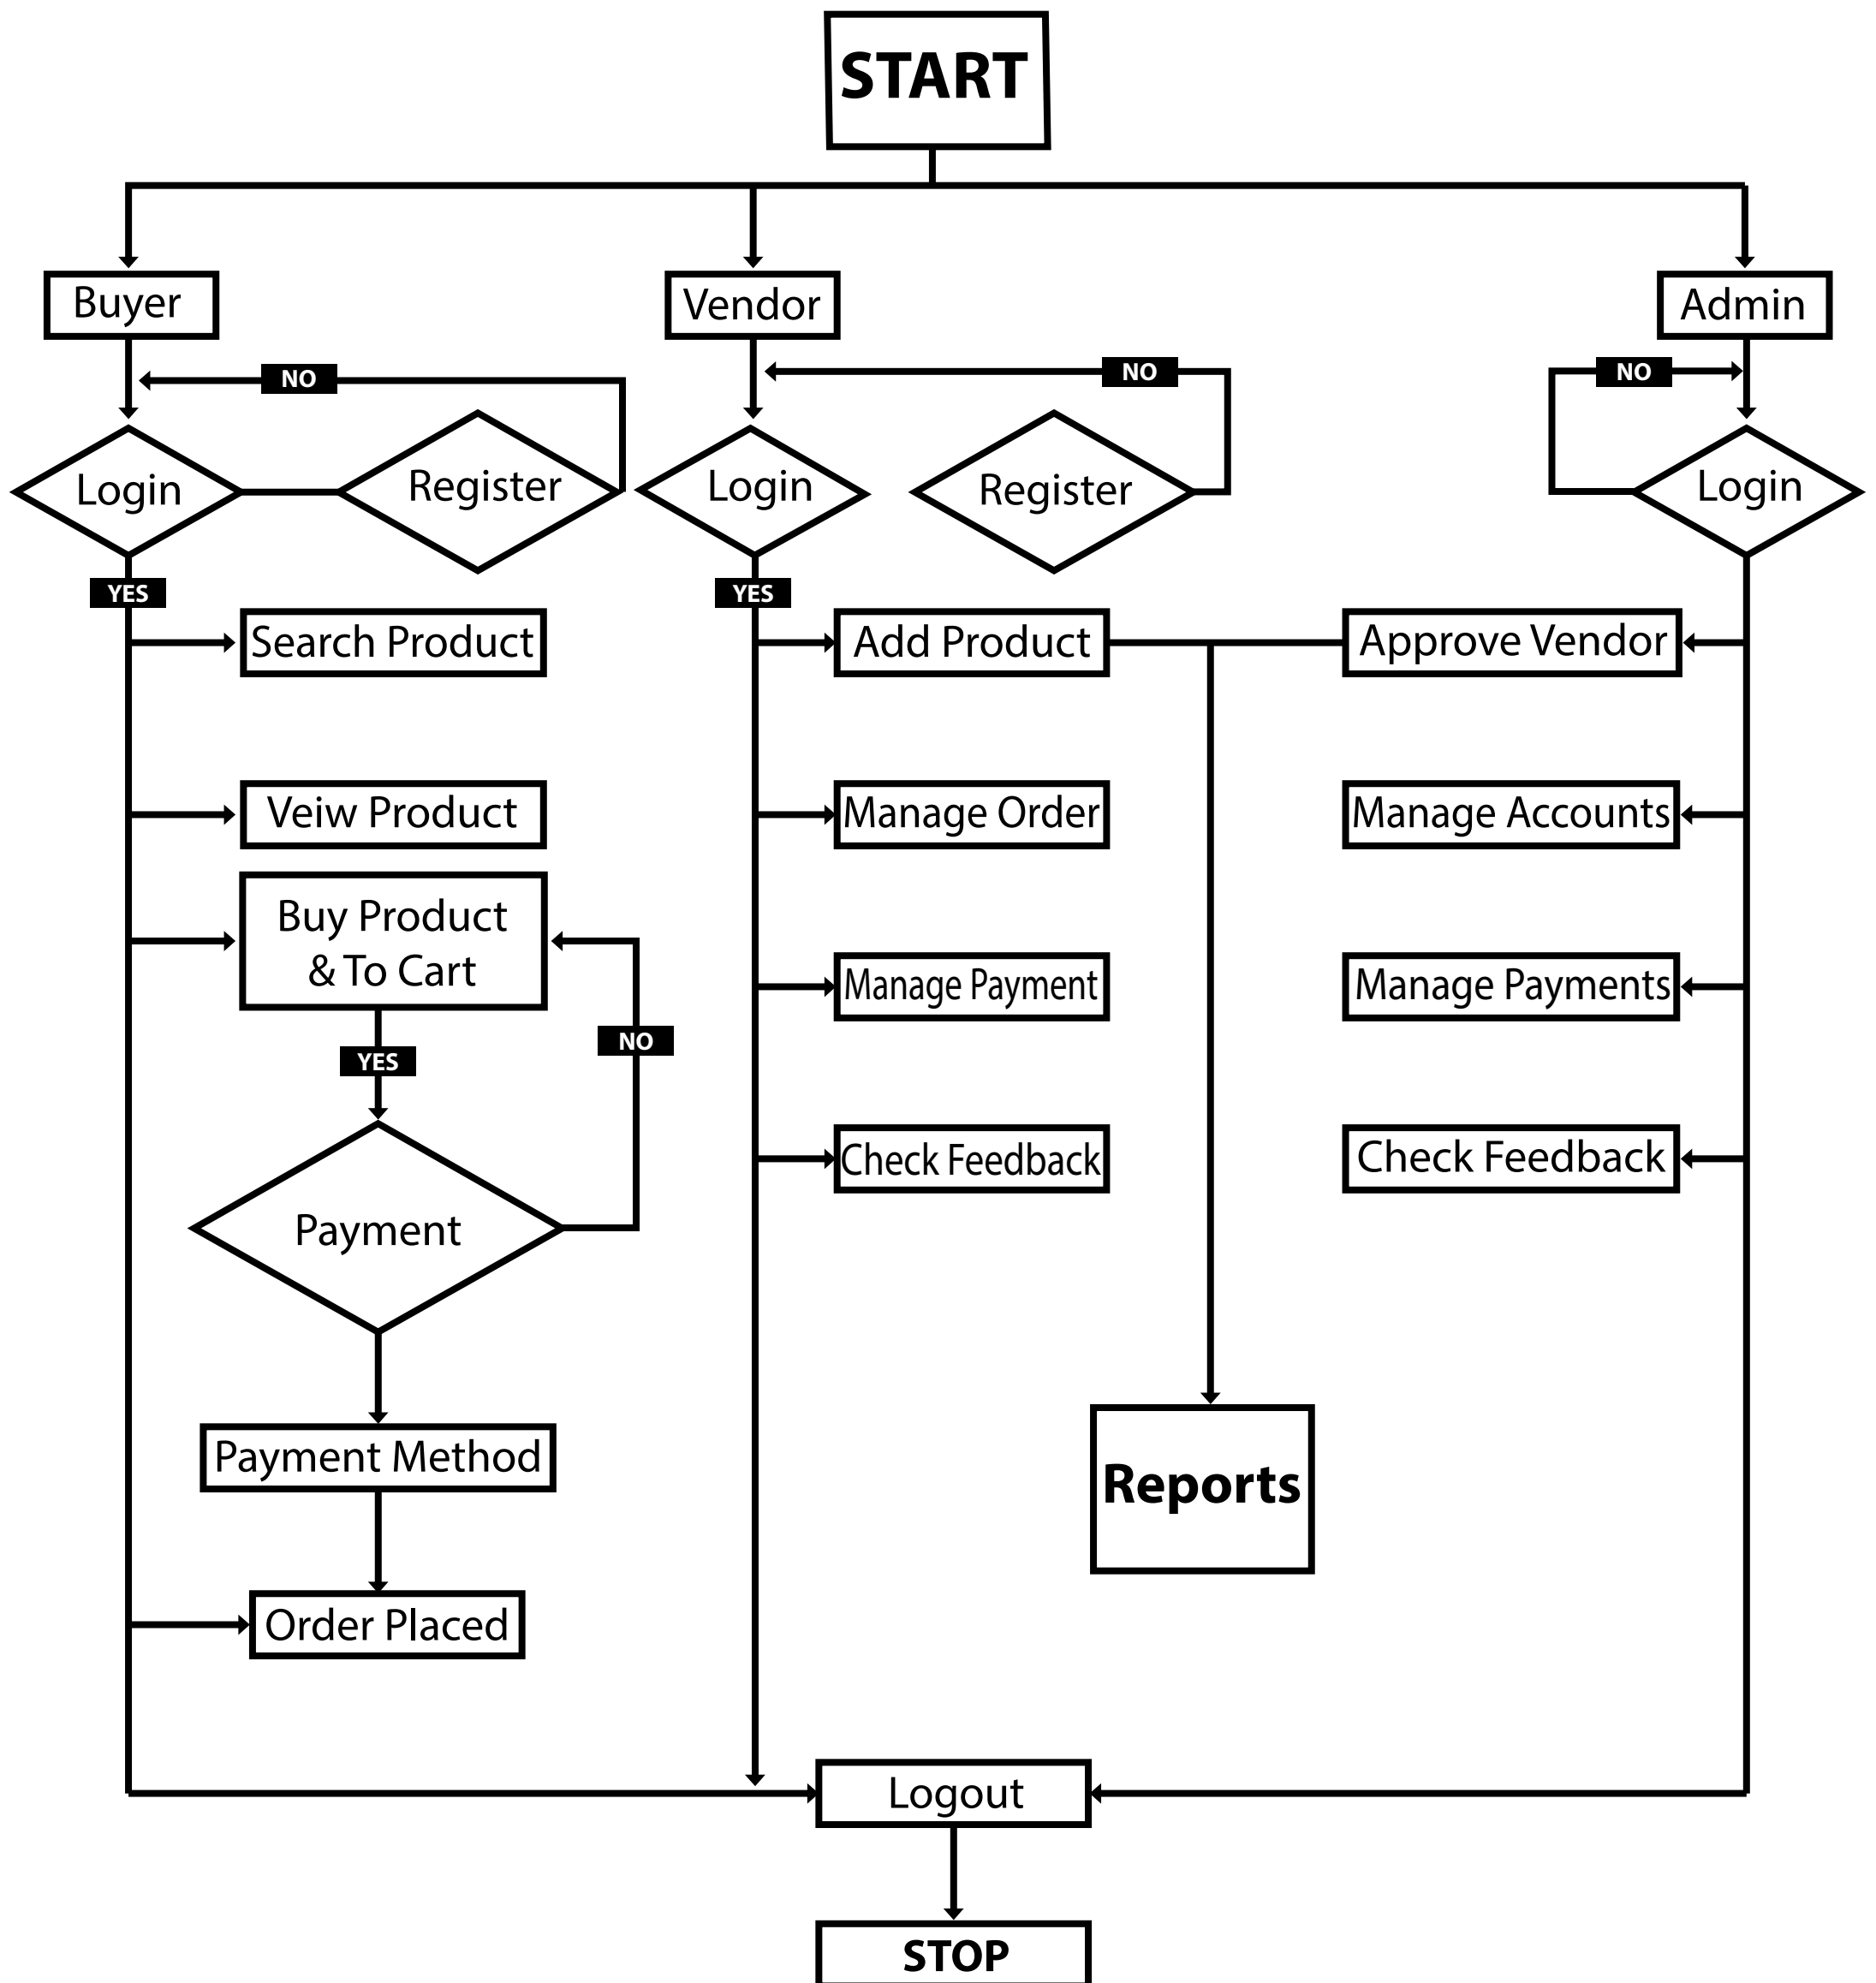 START
Buyer
Vendor
Admin
NO
NO
NO
Login
Register
Login
Register
Login
YES
YES
Search Product
Add Product
Approve Vendor
Veiw Product
Manage Order
Manage Accounts
Buy Product
& To Cart
Manage Payment
Manage Payments
NO
YES
Check Feedback
Check Feedback
Payment
Payment Method
Reports
Order Placed
Logout
STOP